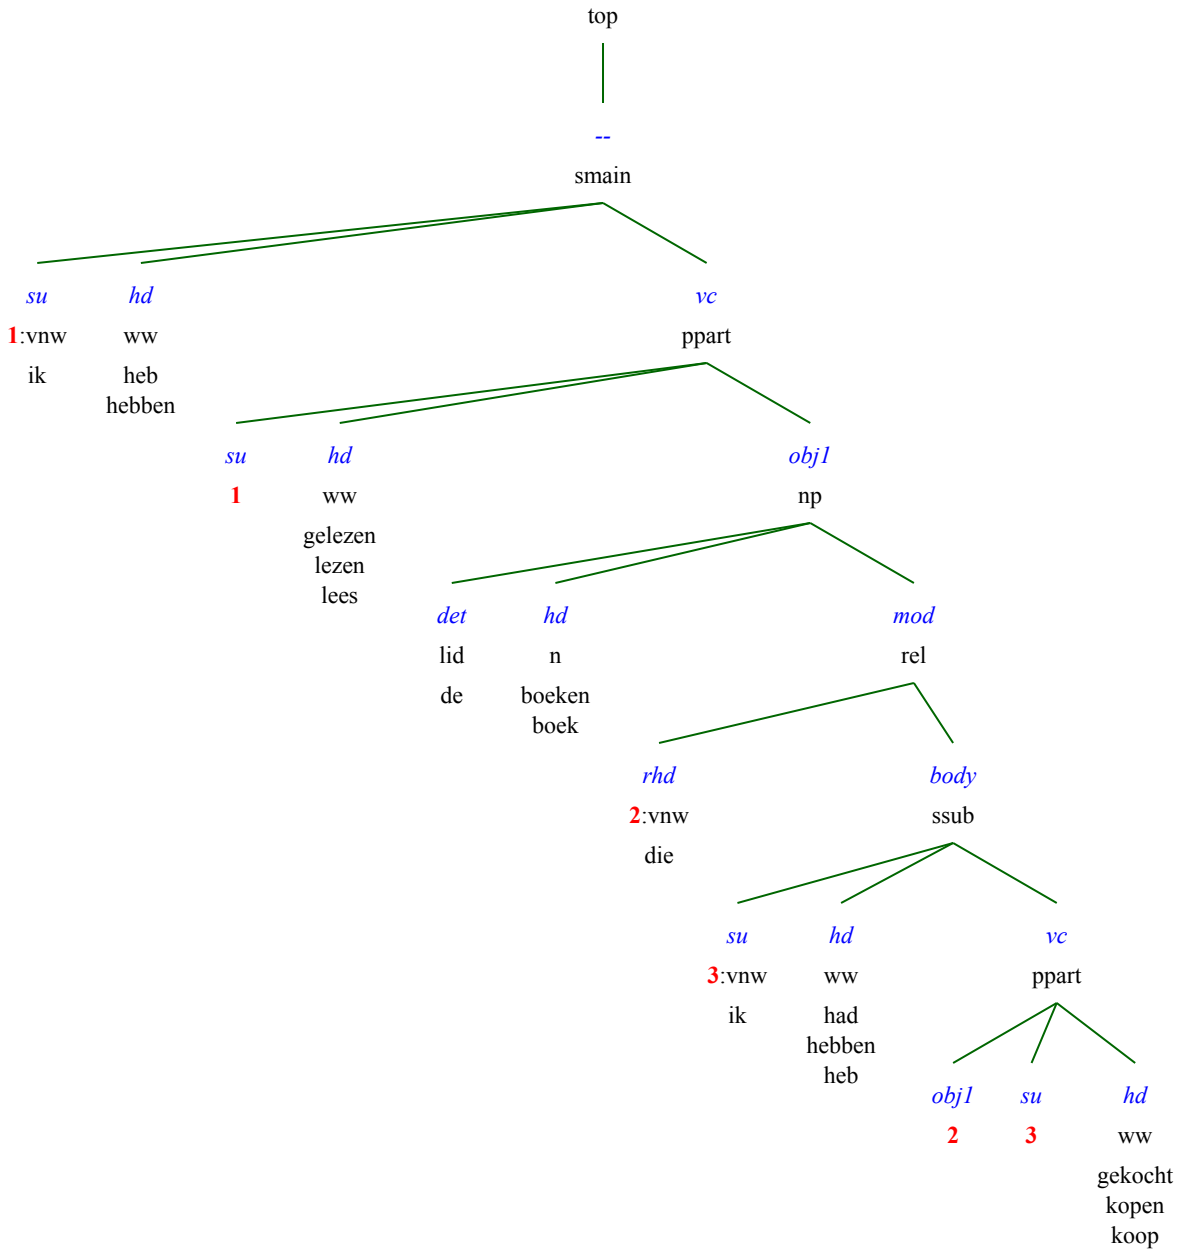 top
--
smain
su hd vc
1:vnw ww ppart
ik heb
hebben
su hd obj1
1 ww np
gelezen
lezen
lees
det hd mod
lid n rel
de boeken
boek
rhd body
2:vnw ssub
die
su hd vc
3:vnw ww ppart
ik had
hebben
heb
obj1 su hd
2 3 ww
gekocht
kopen
koop